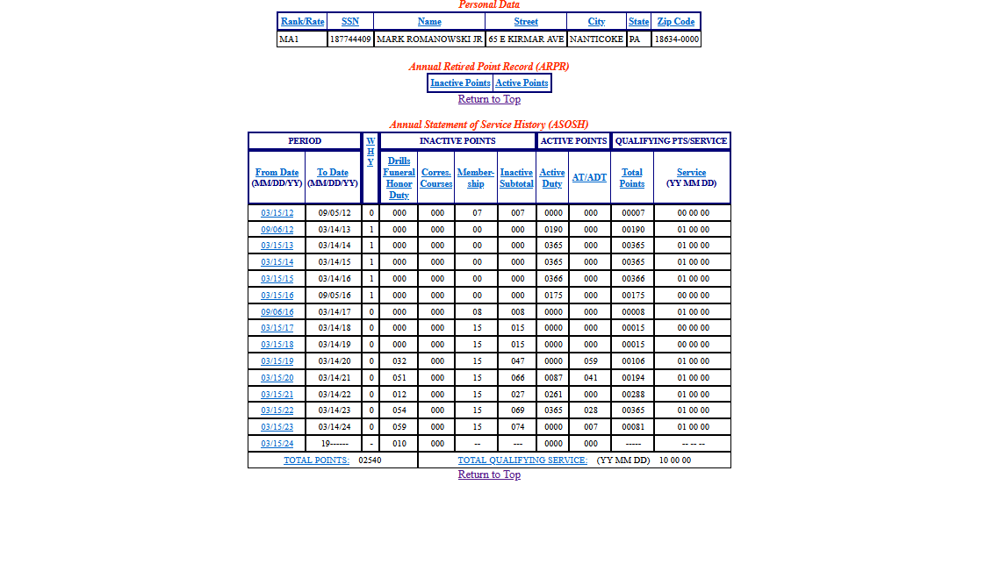 Personal Data
Rank/Rate SSN Name Street City State Zip Code
MA1 187744409 MARK ROMANOWSKI JR 65 E KIRMAR AVE NANTICOKE PA 18634-0000
Annual Retired Point Record (ARPR)
Inactive Points Active Points
Return to Top
Annual Statement of Service History (ASOSH)
PERIOD W H Y INACTIVE POINTS ACTIVE POINTS QUALIFYING PTS/SERVICE
From Date (MM/DD/YY) To Date (MM/DD/YY) Drills Funeral Honor Duty Corres. Courses Member-ship Inactive Subtotal Active Duty AT/ADT Total Points Service (YY MM DD)
03/15/12 09/05/12 0 000 000 07 007 0000 000 00007 00 00 00
09/06/12 03/14/13 1 000 000 00 000 0190 000 00190 01 00 00
03/15/13 03/14/14 1 000 000 00 000 0365 000 00365 01 00 00
03/15/14 03/14/15 1 000 000 00 000 0365 000 00365 01 00 00
03/15/15 03/14/16 1 000 000 00 000 0366 000 00366 01 00 00
03/15/16 09/05/16 1 000 000 00 000 0175 000 00175 00 00 00
09/06/16 03/14/17 0 000 000 08 008 0000 000 00008 01 00 00
03/15/17 03/14/18 0 000 000 15 015 0000 000 00015 00 00 00
03/15/18 03/14/19 0 000 000 15 015 0000 000 00015 00 00 00
03/15/19 03/14/20 0 032 000 15 047 0000 059 00106 01 00 00
03/15/20 03/14/21 0 051 000 15 066 0087 041 00194 01 00 00
03/15/21 03/14/22 0 012 000 15 027 0261 000 00288 01 00 00
03/15/22 03/14/23 0 054 000 15 069 0365 028 00365 01 00 00
03/15/23 03/14/24 0 059 000 15 074 0000 007 00081 01 00 00
03/15/24 19------ - 010 000 -- --- 0000 000 ----- -- -- --
TOTAL POINTS: 02540 TOTAL QUALIFYING SERVICE: (YY MM DD) 10 00 00
Return to Top